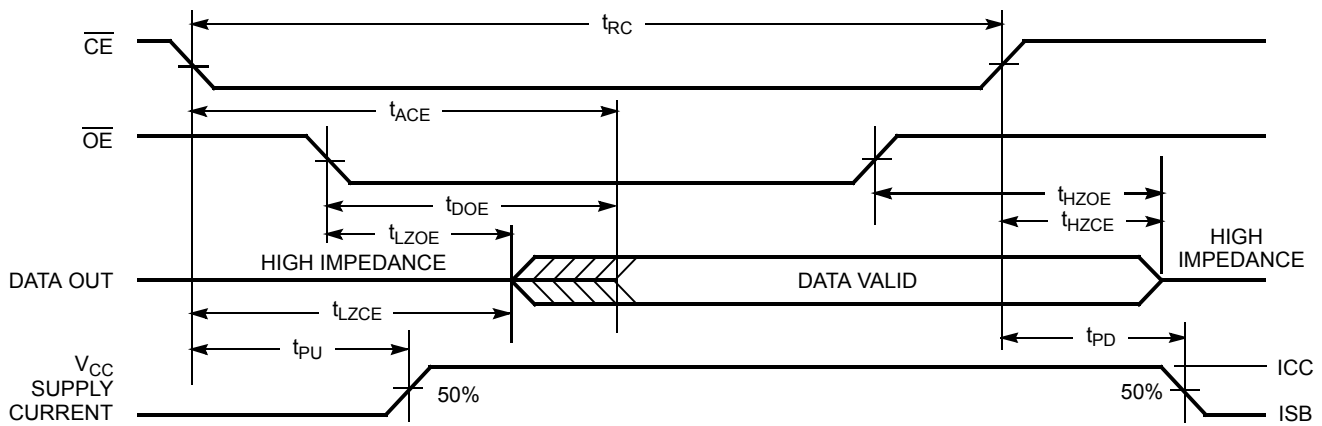 tRC
CE
tACE
OE
tHZOE
tDOE
tHZCE
tLZOE
HIGH IMPEDANCE
HIGH
IMPEDANCE
DATA OUT
DATA VALID
tLZCE
tPU
tPD
VCC
SUPPLY
CURRENT
50%
50%
ICC
ISB